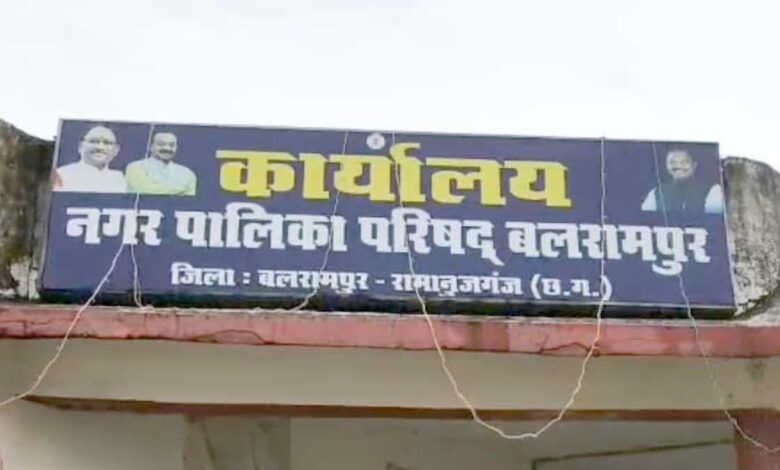 कार्यालय
नगर पालिका परिषद् बलरामपुर
जिला : बलरामपुर - रामानुजगंज (छ.ग.)